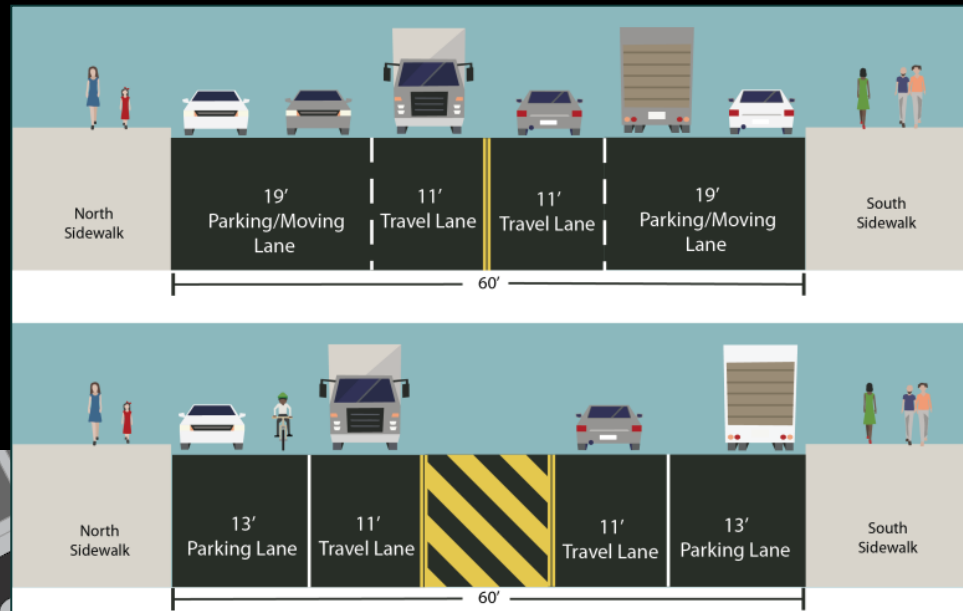 North
Sidewalk
19’
Parking/Moving
Lane
11’
Travel Lane
11’
Travel Lane
19’
Parking/Moving
Lane
South
Sidewalk
60’
North
Sidewalk
13’
Parking Lane
11’
Travel Lane
11’
Travel Lane
13’
Parking Lane
South
Sidewalk
60’